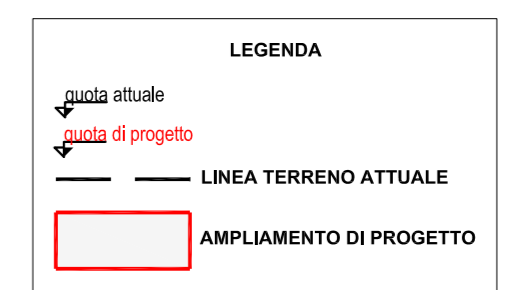 LEGENDA
quota attuale
quota di progetto
LINEA TERRENO ATTUALE
AMPLIAMENTO DI PROGETTO